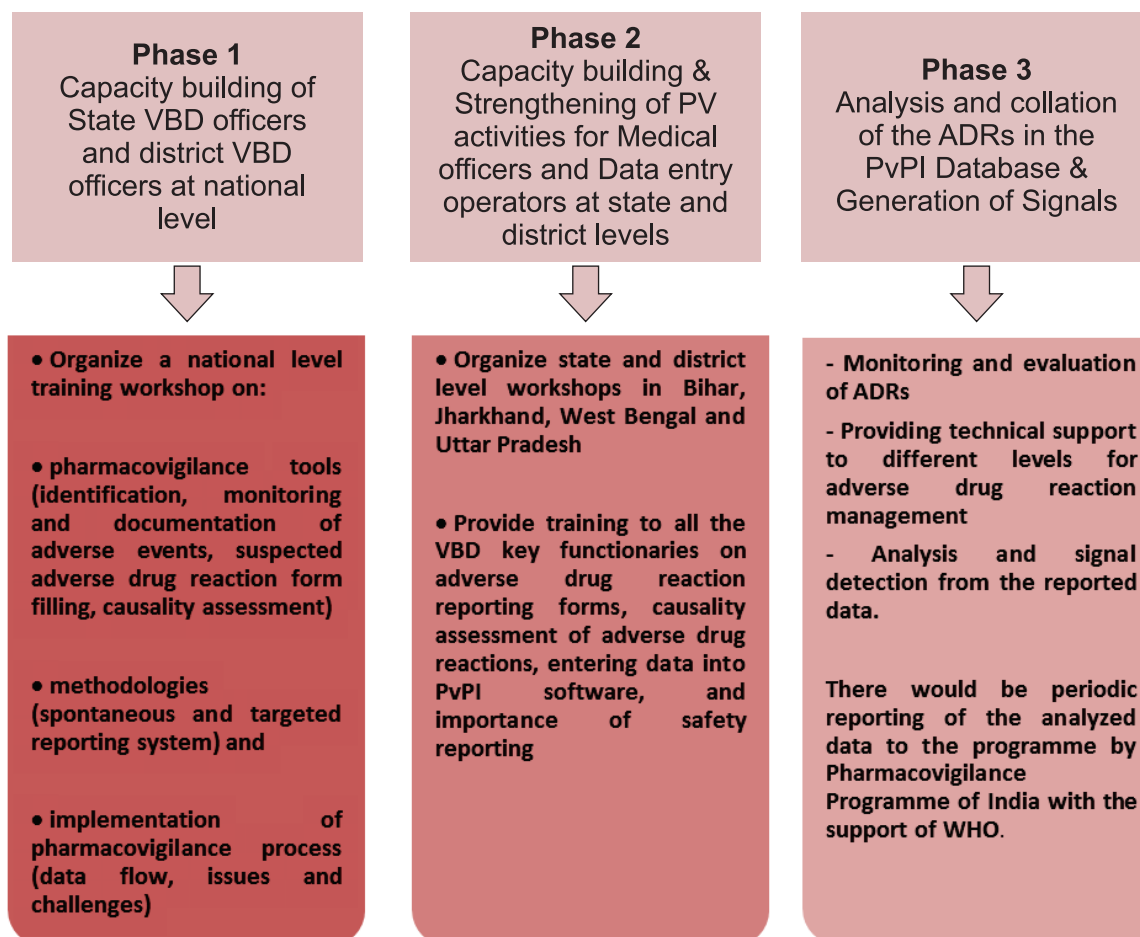 Phase 1
Capacity building of
State VBD officers
and district VBD
officers at national
level
• Organize a national level
training workshop on:
• pharmacovigilance tools
(identification, monitoring
and documentation of
adverse events, suspected
adverse drug reaction form
filling, causality assessment)
• methodologies
(spontaneous and targeted
reporting system) and
• implementation of
pharmacovigilance process
(data flow, issues and
challenges)
Phase 2
Capacity building &
Strengthening of PV
activities for Medical
officers and Data entry
operators at state and
district levels
• Organize state and district
level workshops in Bihar,
Jharkhand, West Bengal and
Uttar Pradesh
• Provide training to all the
VBD key functionaries on
adverse drug reaction
reporting forms, causality
assessment of adverse drug
reactions, entering data into
PvPI software, and
importance of safety
reporting
Phase 3
Analysis and collation
of the ADRs in the
PvPI Database &
Generation of Signals
- Monitoring and evaluation
of ADRs
- Providing technical support
to different levels for
adverse drug reaction
management
- Analysis and signal
detection from the reported
data.
There would be periodic
reporting of the analyzed
data to the programme by
Pharmacovigilance
Programme of India with the
support of WHO.